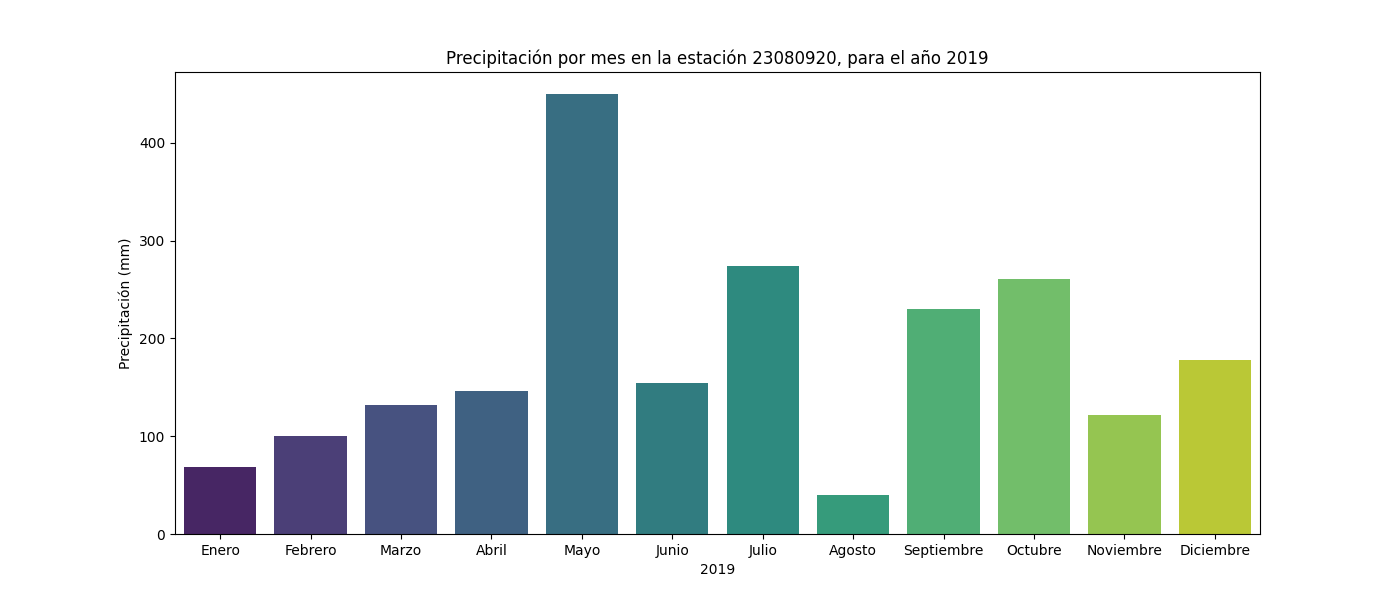 Precipitación por mes en la estación 23080920, para el año 2019
Precipitación (mm)
400
300
200
100
0
Enero Febrero Marzo Abril Mayo Junio Julio Agosto Septiembre Octubre Noviembre Diciembre
2019